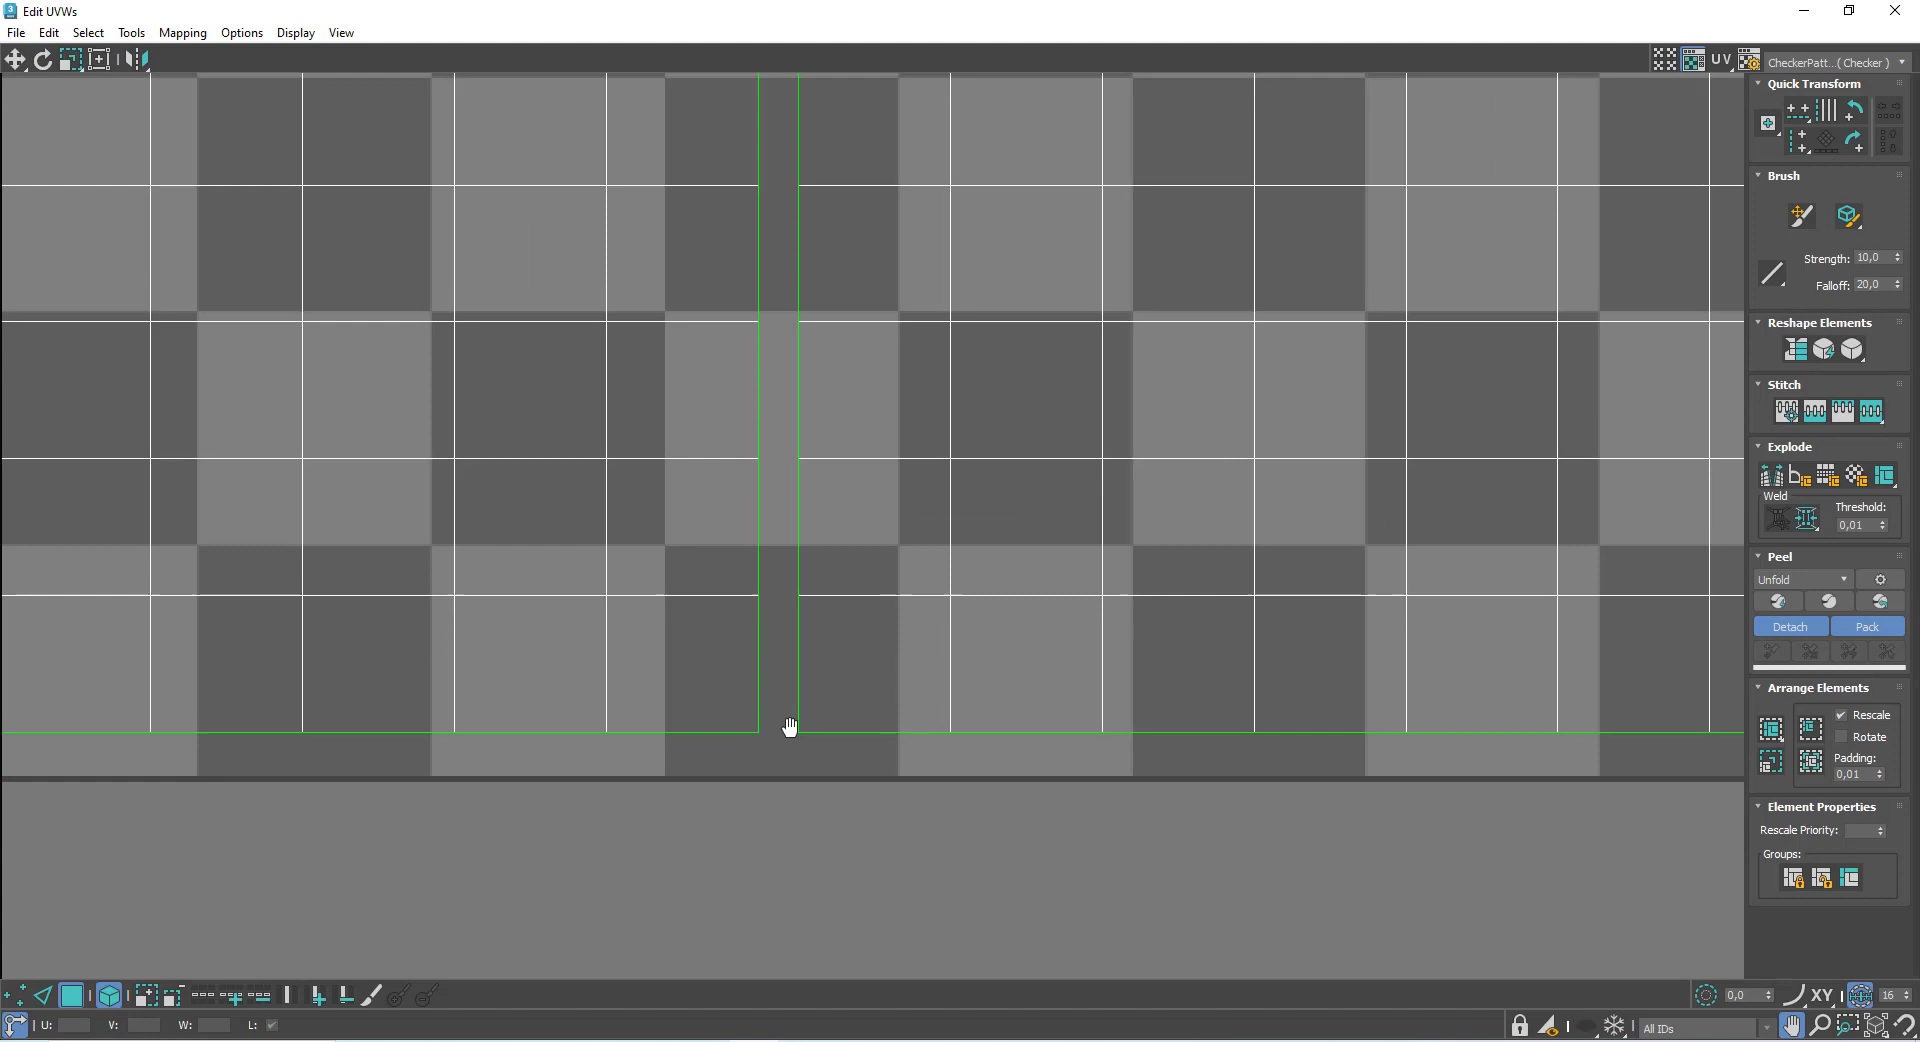 Edit UVWs
File Edit Select Tools Mapping Options Display View
UV CheckerPatt...( Checker )
Quick Transform
Brush
Strength: 10,0
Falloff: 20,0
Reshape Elements
Stitch
Explode
Weld
Threshold:
0,01
Peel
Unfold
Detach Pack
Arrange Elements
Rescale
Rotate
Padding:
0,01
Element Properties
Rescale Priority:
Groups:
0,0 XY 16
U: V: W: L: All IDs